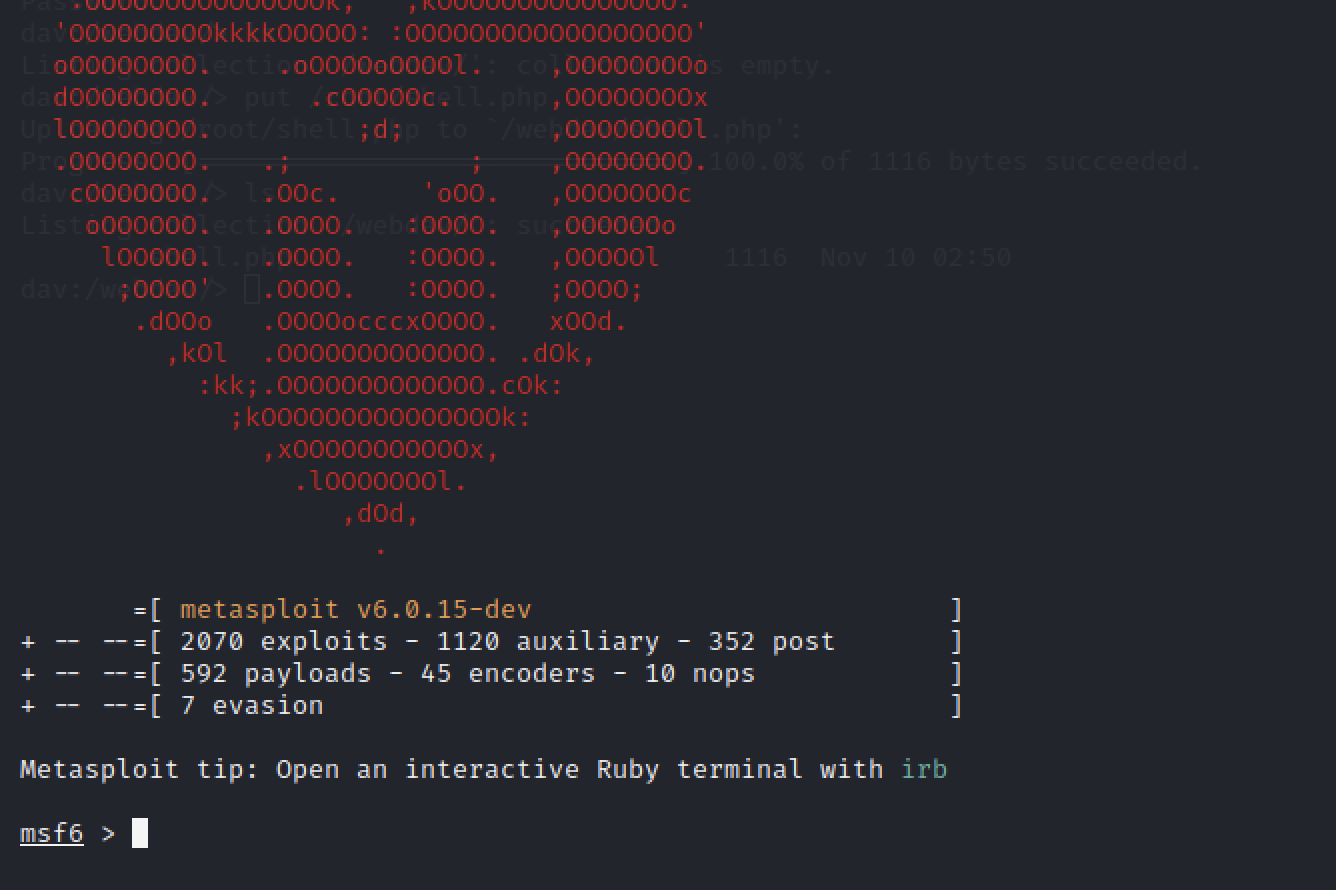 'OOOOOOOOOkkkkOOOOO: :OOOOOOOOOOOOOOOOOO'
oOOOOOOOO. .oOOOOoOOOOl. ,OOOOOOOOo
dOOOOOOOO. .cOOOOOc. ,OOOOOOOOx
lOOOOOOOO. ;d; ,OOOOOOOOl
.OOOOOOOO. .; ; ,OOOOOOOO.
cOOOOOOO. .OOc. 'oOO. ,OOOOOOOc
oOOOOOO. .OOOO. :OOOO. ,OOOOOOo
lOOOOO. .OOOO. :OOOO. ,OOOOOl
;OOOO' .OOOO. :OOOO. ;OOOO;
.dOOo .OOOOocccxOOOO. xOOd.
,kOl .OOOOOOOOOOOOO. .dOk,
:kk;.OOOOOOOOOOOOO.cOk:
;kOOOOOOOOOOOOOOOk:
,xOOOOOOOOOOOx,
.lOOOOOOOl.
,dOd,
.
=[ metasploit v6.0.15-dev ]
+ -- --=[ 2070 exploits - 1120 auxiliary - 352 post ]
+ -- --=[ 592 payloads - 45 encoders - 10 nops ]
+ -- --=[ 7 evasion ]
Metasploit tip: Open an interactive Ruby terminal with irb
msf6 >